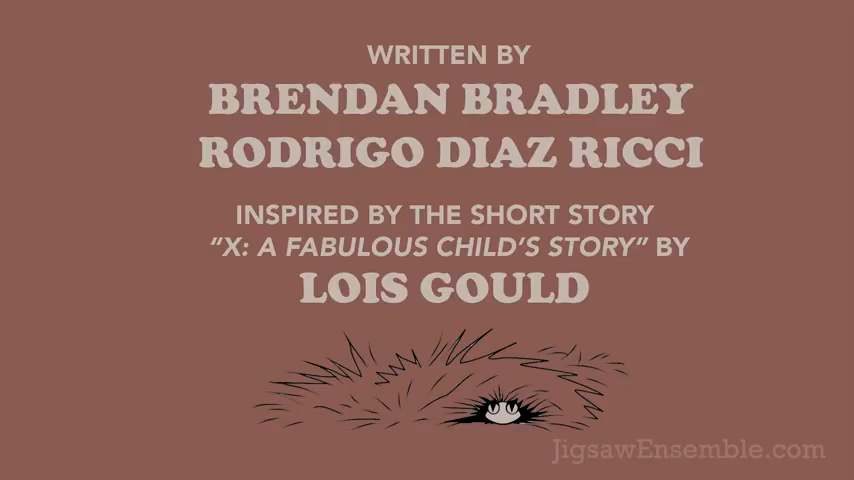 WRITTEN BY
BRENDAN BRADLEY
RODRIGO DIAZ RICCI
INSPIRED BY THE SHORT STORY
“X: A FABULOUS CHILD’S STORY” BY
LOIS GOULD
JigsawEnsemble.com